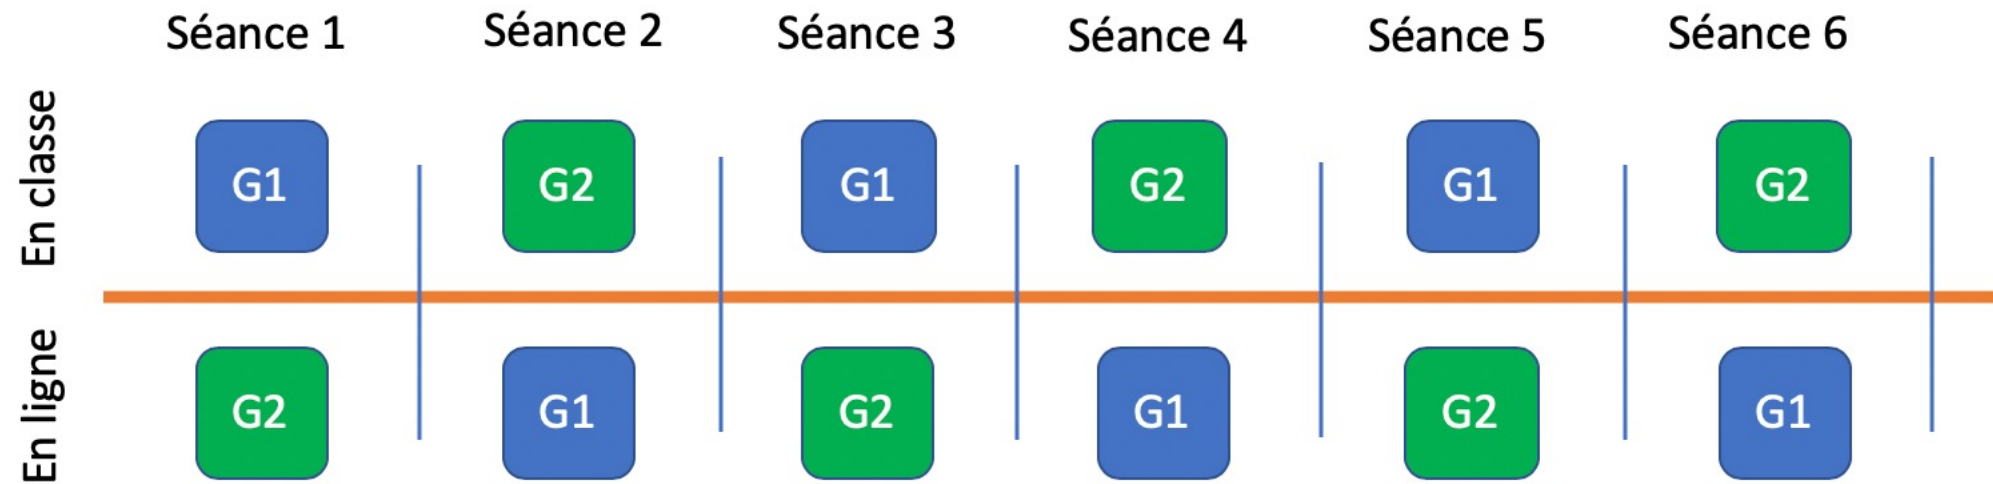 Séance 1 Séance 2 Séance 3 Séance 4 Séance 5 Séance 6
En classe
G1 G2 G1 G2 G1 G2
En ligne
G2 G1 G2 G1 G2 G1